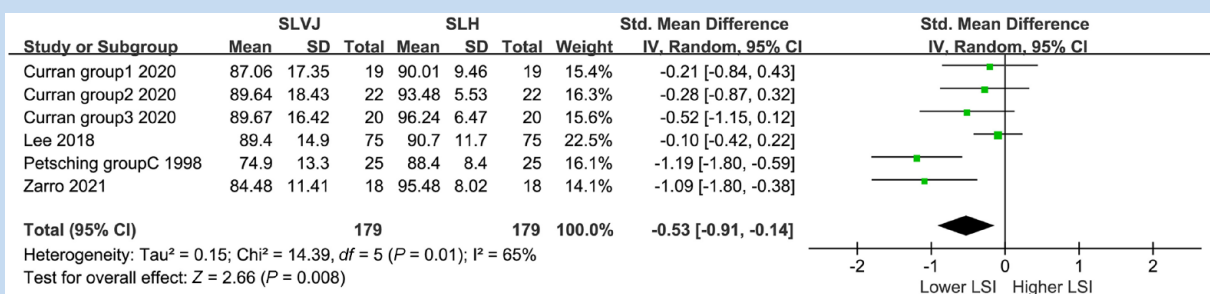 SLVJ SLH Std. Mean Difference Std. Mean Difference
Study or Subgroup Mean SD Total Mean SD Total Weight IV, Random, 95% CI IV, Random, 95% CI
Curran group1 2020 87.06 17.35 19 90.01 9.46 19 15.4% -0.21 [-0.84, 0.43]
Curran group2 2020 89.64 18.43 22 93.48 5.53 22 16.3% -0.28 [-0.87, 0.32]
Curran group3 2020 89.67 16.42 20 96.24 6.47 20 15.6% -0.52 [-1.15, 0.12]
Lee 2018 89.4 14.9 75 90.7 11.7 75 22.5% -0.10 [-0.42, 0.22]
Petsching groupC 1998 74.9 13.3 25 88.4 8.4 25 16.1% -1.19 [-1.80, -0.59]
Zarro 2021 84.48 11.41 18 95.48 8.02 18 14.1% -1.09 [-1.80, -0.38]
Total (95% CI) 179 179 100.0% -0.53 [-0.91, -0.14]
Heterogeneity: Tau² = 0.15; Chi² = 14.39, df = 5 (P = 0.01); I² = 65%
Test for overall effect: Z = 2.66 (P = 0.008)
-2 -1 0 1 2
Lower LSI Higher LSI